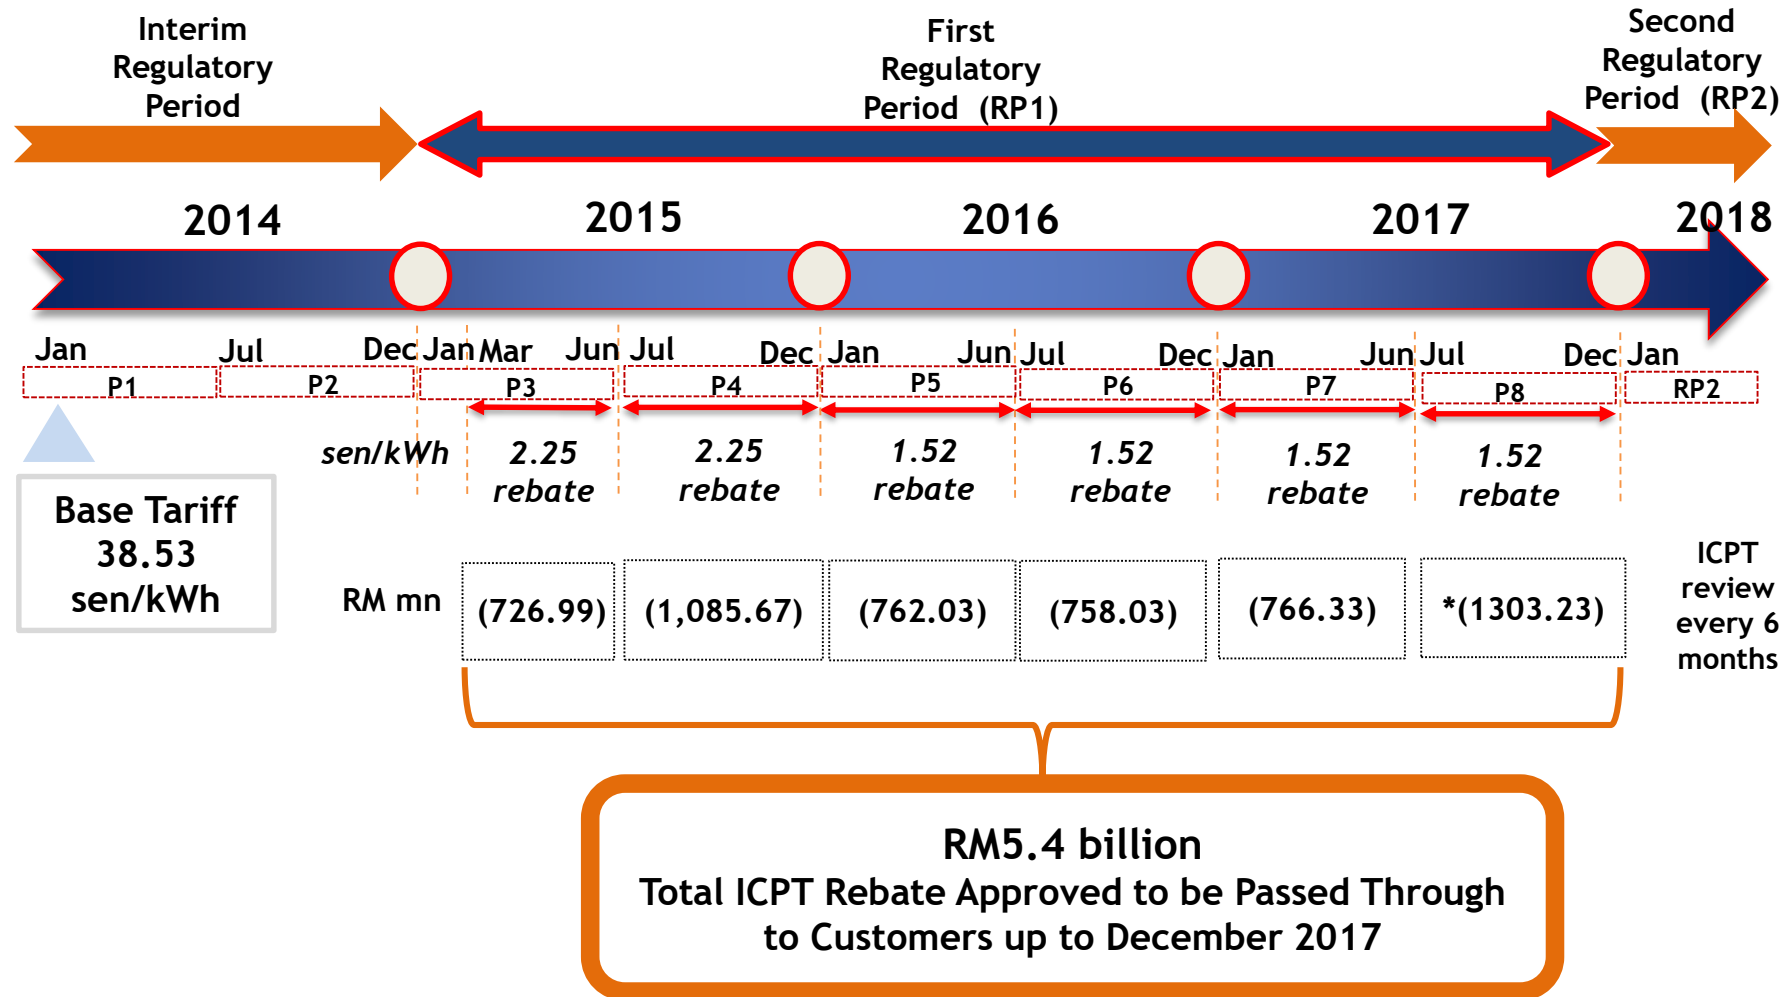 Interim
Regulatory
Period
First
Regulatory
Period (RP1)
Second
Regulatory
Period (RP2)
2014 2015 2016 2017 2018
Jan Jul Dec Jan Mar Jun Jul Dec Jan Jun Jul Dec Jan Jun Jul Dec Jan
P1 P2 P3 P4 P5 P6 P7 P8 RP2
sen/kWh 2.25 2.25 1.52 1.52 1.52 1.52
rebate rebate rebate rebate rebate rebate
Base Tariff
38.53
sen/kWh
RM mn (726.99) (1,085.67) (762.03) (758.03) (766.33) *(1303.23)
ICPT
review
every 6
months
RM5.4 billion
Total ICPT Rebate Approved to be Passed Through
to Customers up to December 2017